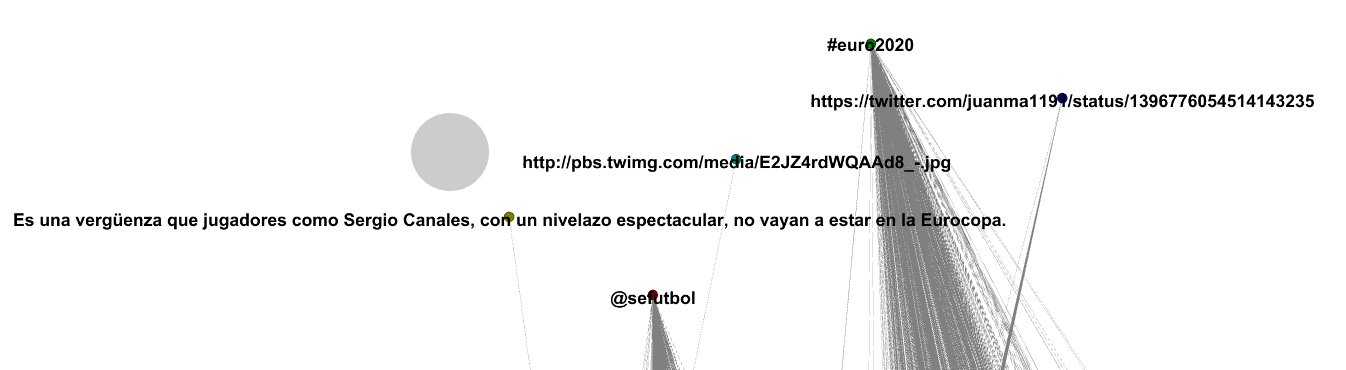 #euro2020
https://twitter.com/juanma1191/status/1396776054514143235
http://pbs.twimg.com/media/E2JZ4rdWQAAd8_-.jpg
Es una vergüenza que jugadores como Sergio Canales, con un nivelazo espectacular, no vayan a estar en la Eurocopa.
@sefutbol